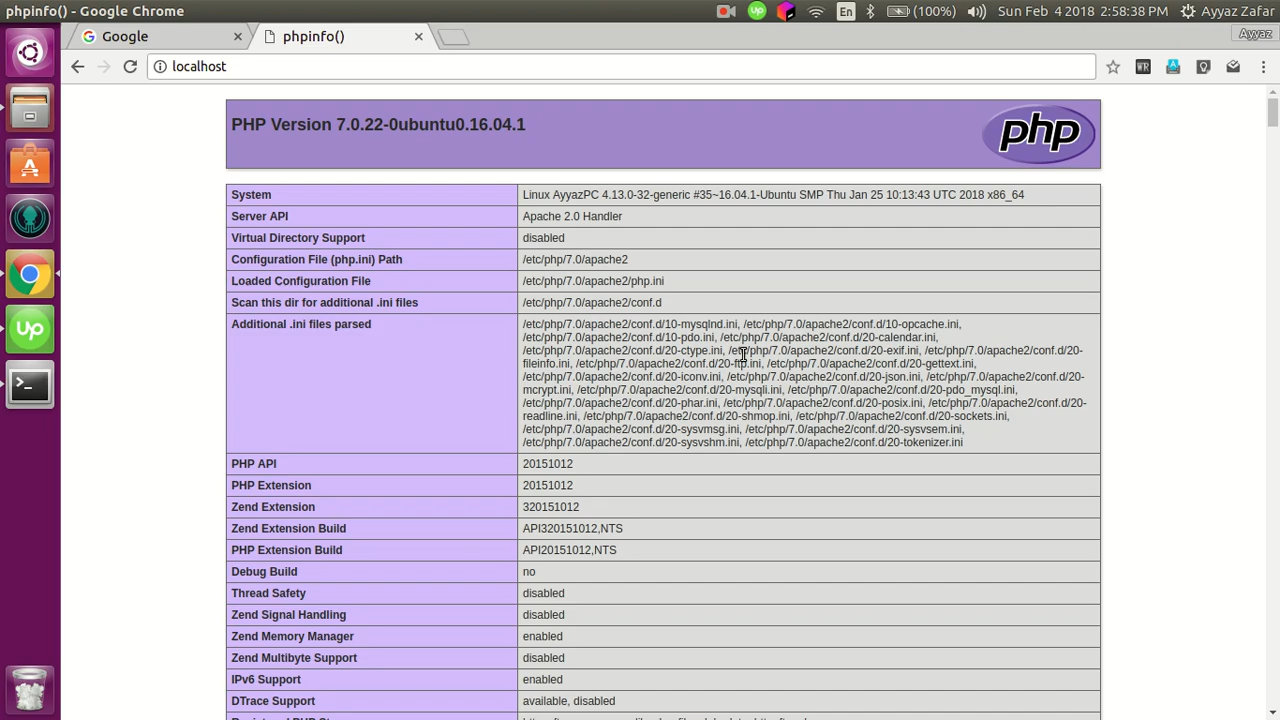 phpinfo() - Google Chrome
Up
En
(100%)
Sun Feb 4 2018 2:58:38 PM
Ayyaz Zafar
Google
phpinfo()
Ayyaz
localhost
WR
PHP Version 7.0.22-0ubuntu0.16.04.1
php
System Linux AyyazPC 4.13.0-32-generic #35~16.04.1-Ubuntu SMP Thu Jan 25 10:13:43 UTC 2018 x86_64
Server API Apache 2.0 Handler
Virtual Directory Support disabled
Configuration File (php.ini) Path /etc/php/7.0/apache2
Loaded Configuration File /etc/php/7.0/apache2/php.ini
Scan this dir for additional .ini files /etc/php/7.0/apache2/conf.d
Additional .ini files parsed /etc/php/7.0/apache2/conf.d/10-mysqlnd.ini, /etc/php/7.0/apache2/conf.d/10-opcache.ini,
/etc/php/7.0/apache2/conf.d/10-pdo.ini, /etc/php/7.0/apache2/conf.d/20-calendar.ini,
/etc/php/7.0/apache2/conf.d/20-ctype.ini, /etc/php/7.0/apache2/conf.d/20-exif.ini, /etc/php/7.0/apache2/conf.d/20-
fileinfo.ini, /etc/php/7.0/apache2/conf.d/20-ftp.ini, /etc/php/7.0/apache2/conf.d/20-gettext.ini,
/etc/php/7.0/apache2/conf.d/20-iconv.ini, /etc/php/7.0/apache2/conf.d/20-json.ini, /etc/php/7.0/apache2/conf.d/20-
mcrypt.ini, /etc/php/7.0/apache2/conf.d/20-mysqli.ini, /etc/php/7.0/apache2/conf.d/20-pdo_mysql.ini,
/etc/php/7.0/apache2/conf.d/20-phar.ini, /etc/php/7.0/apache2/conf.d/20-posix.ini, /etc/php/7.0/apache2/conf.d/20-
readline.ini, /etc/php/7.0/apache2/conf.d/20-shmop.ini, /etc/php/7.0/apache2/conf.d/20-sockets.ini,
/etc/php/7.0/apache2/conf.d/20-sysvmsg.ini, /etc/php/7.0/apache2/conf.d/20-sysvsem.ini,
/etc/php/7.0/apache2/conf.d/20-sysvshm.ini, /etc/php/7.0/apache2/conf.d/20-tokenizer.ini
PHP API 20151012
PHP Extension 20151012
Zend Extension 320151012
Zend Extension Build API320151012,NTS
PHP Extension Build API20151012,NTS
Debug Build no
Thread Safety disabled
Zend Signal Handling disabled
Zend Memory Manager enabled
Zend Multibyte Support disabled
IPv6 Support enabled
DTrace Support available, disabled